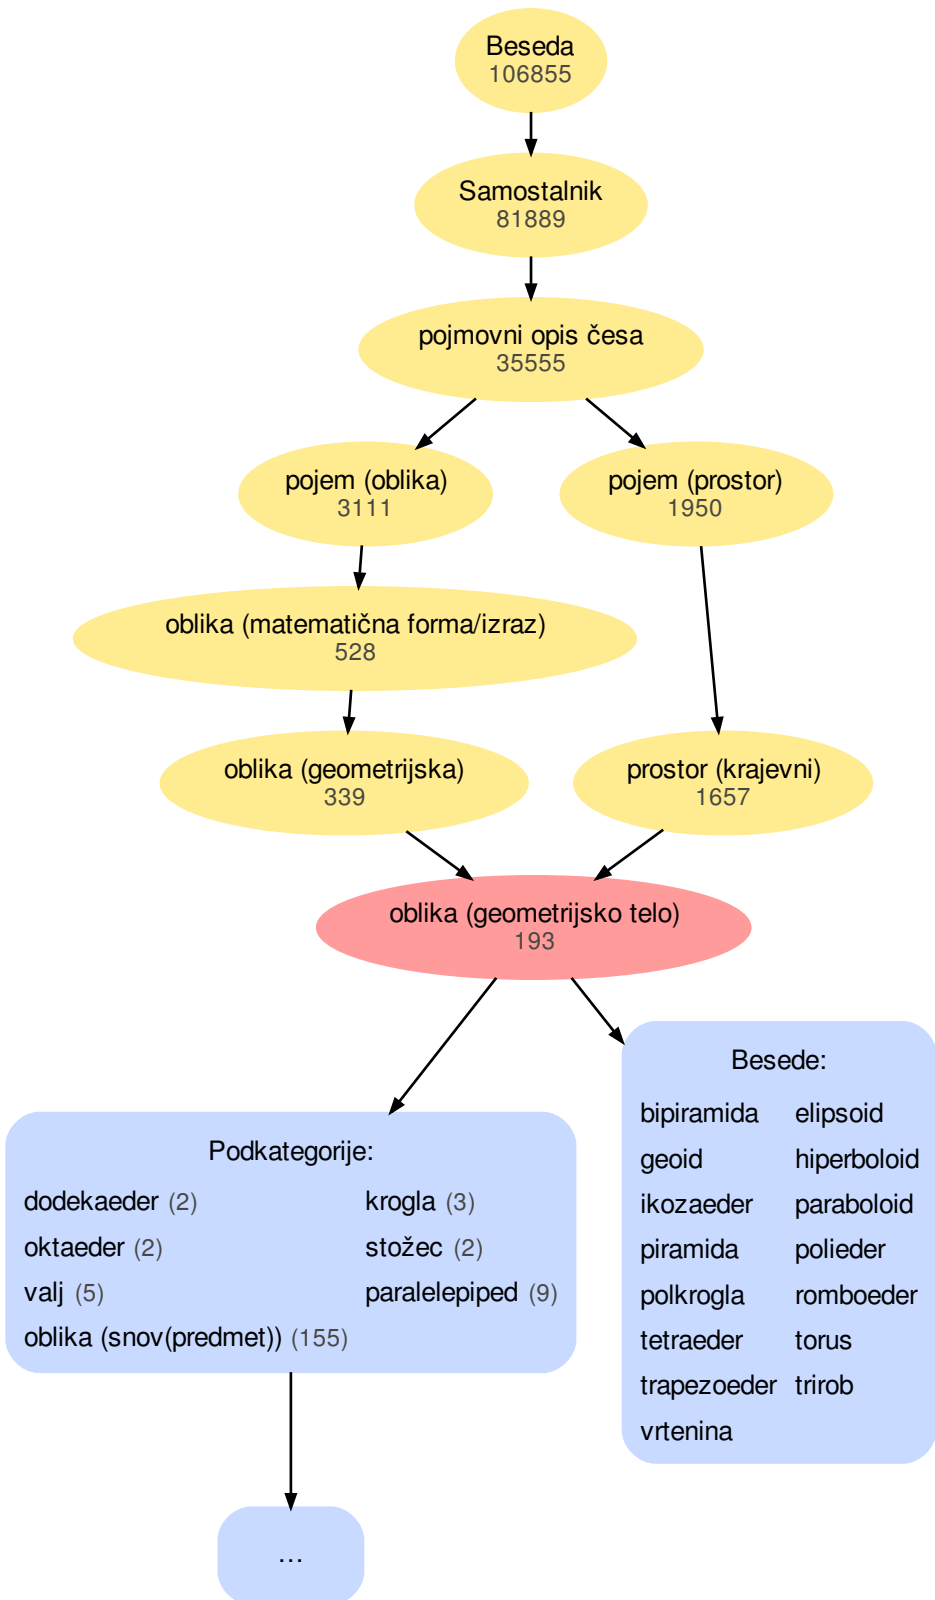 Beseda
106855
Samostalnik
81889
pojmovni opis česa
35555
pojem (oblika)
3111
pojem (prostor)
1950
oblika (matematična forma/izraz)
528
oblika (geometrijska)
339
prostor (krajevni)
1657
oblika (geometrijsko telo)
193
Podkategorije:
dodekaeder (2) krogla (3)
oktaeder (2) stožec (2)
valj (5) paralelepiped (9)
oblika (snov(predmet)) (155)
Besede:
bipiramida elipsoid
geoid hiperboloid
ikozaeder paraboloid
piramida polieder
polkrogla romboeder
tetraeder torus
trapezoeder trirob
vrtenina
...